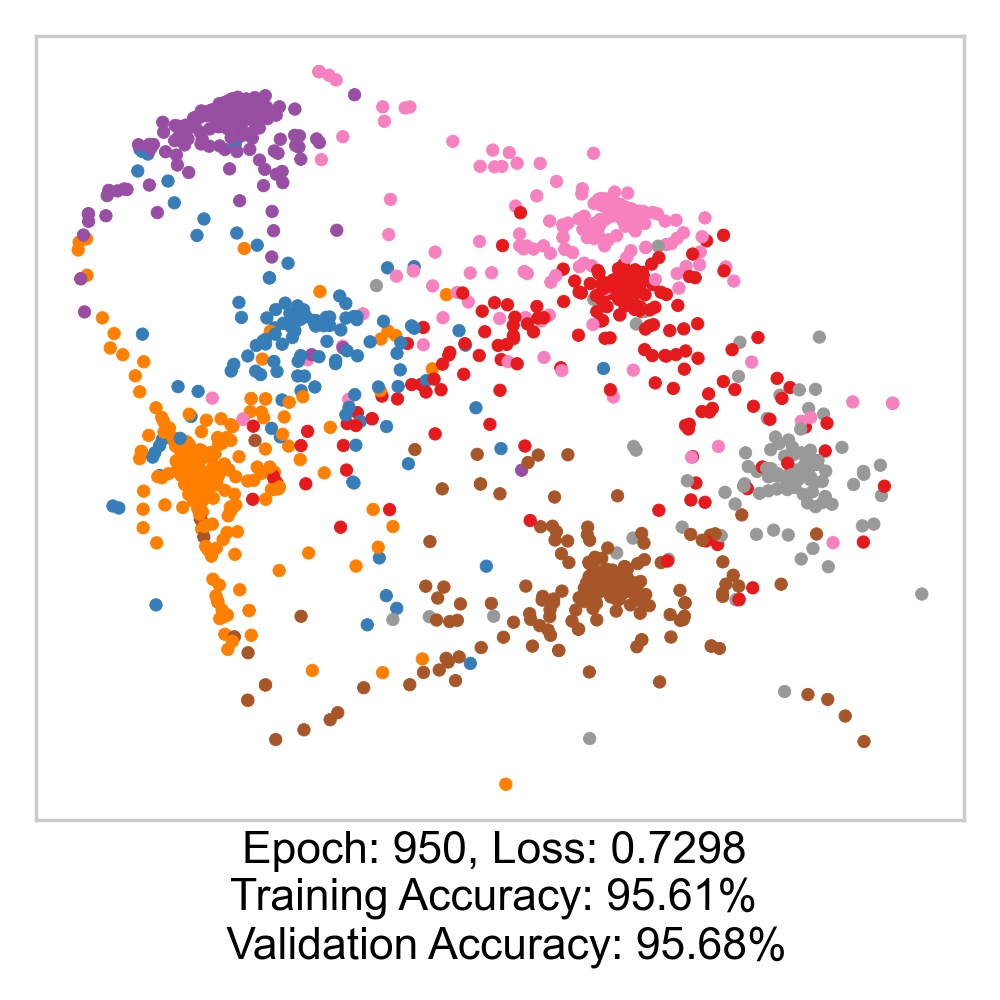 Epoch: 950, Loss: 0.7298
Training Accuracy: 95.61%
Validation Accuracy: 95.68%